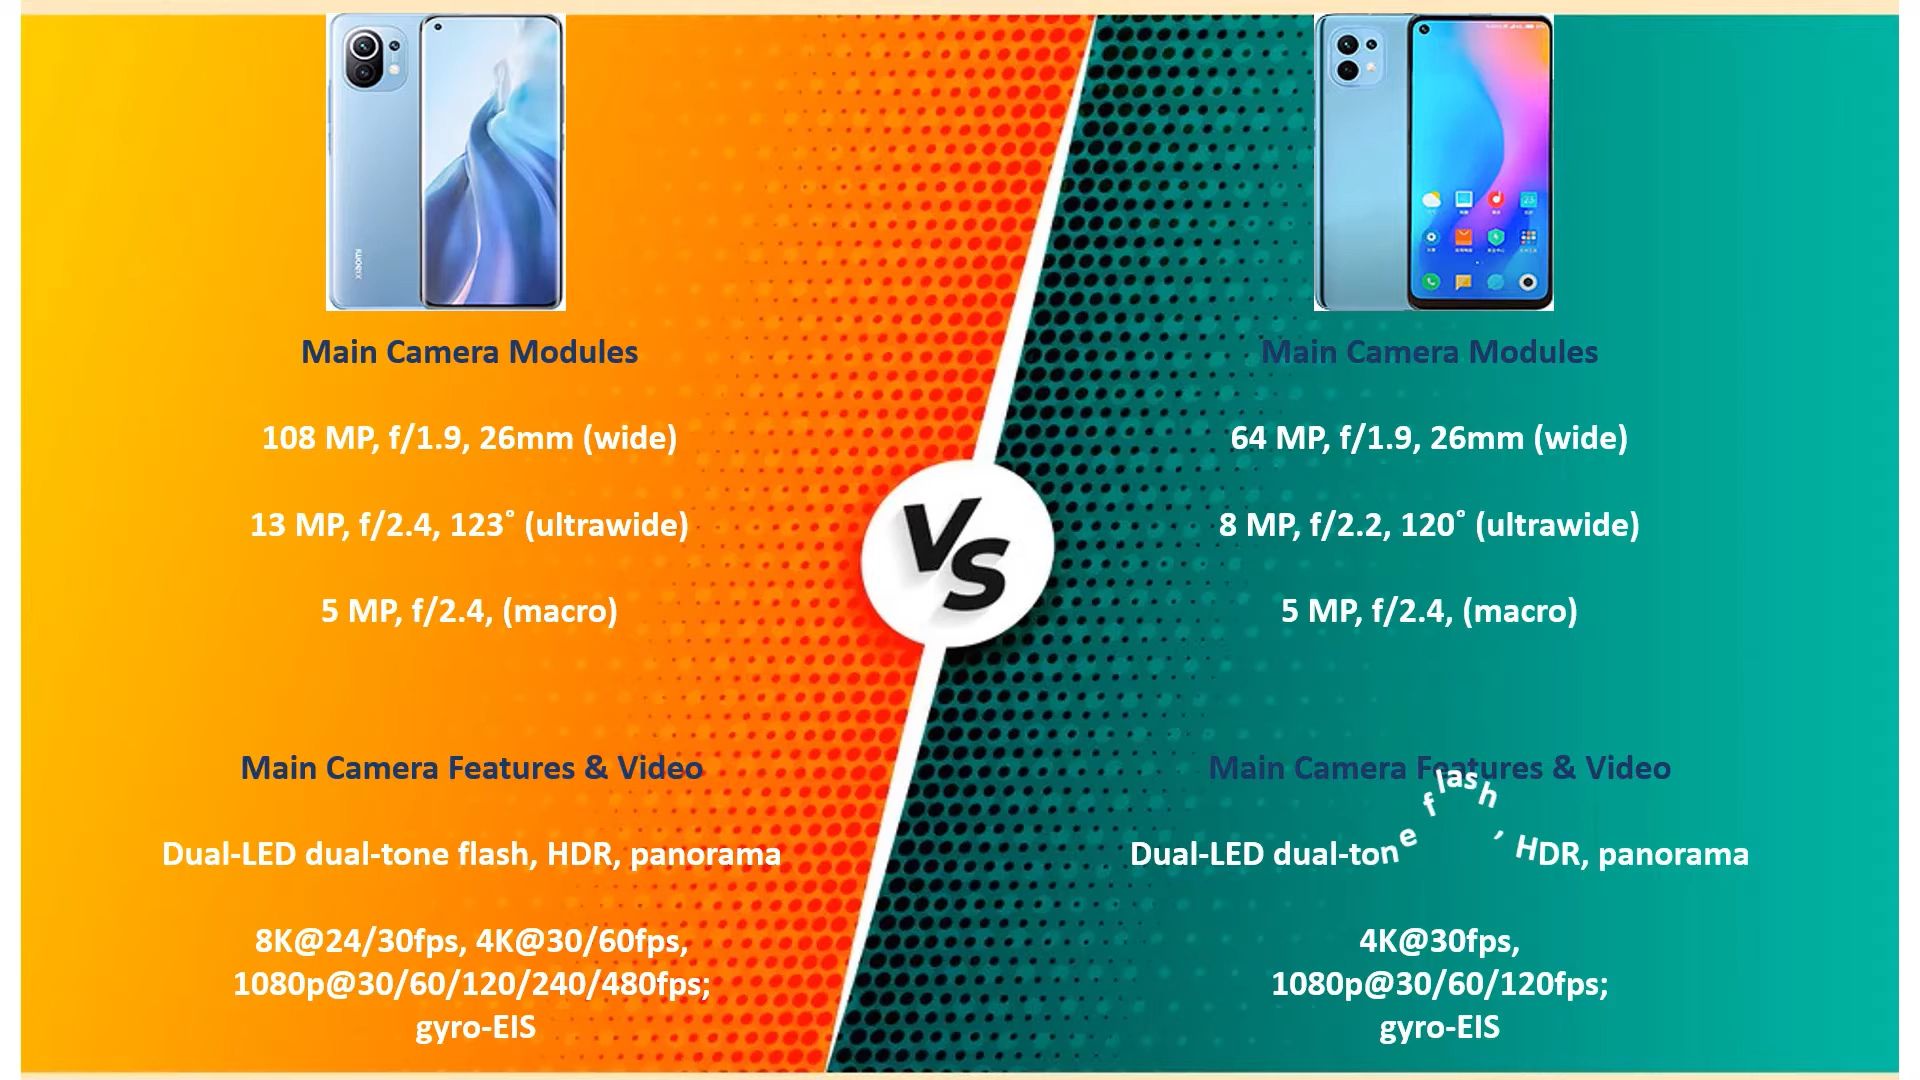 XIAOMI
Main Camera Modules
108 MP, f/1.9, 26mm (wide)
13 MP, f/2.4, 123˚ (ultrawide)
5 MP, f/2.4, (macro)
Main Camera Features & Video
Dual-LED dual-tone flash, HDR, panorama
8K@24/30fps, 4K@30/60fps,
1080p@30/60/120/240/480fps;
gyro-EIS
VS
Main Camera Modules
64 MP, f/1.9, 26mm (wide)
8 MP, f/2.2, 120˚ (ultrawide)
5 MP, f/2.4, (macro)
Main Camera Features & Video
Dual-LED dual-tone flash, HDR, panorama
4K@30fps,
1080p@30/60/120fps;
gyro-EIS